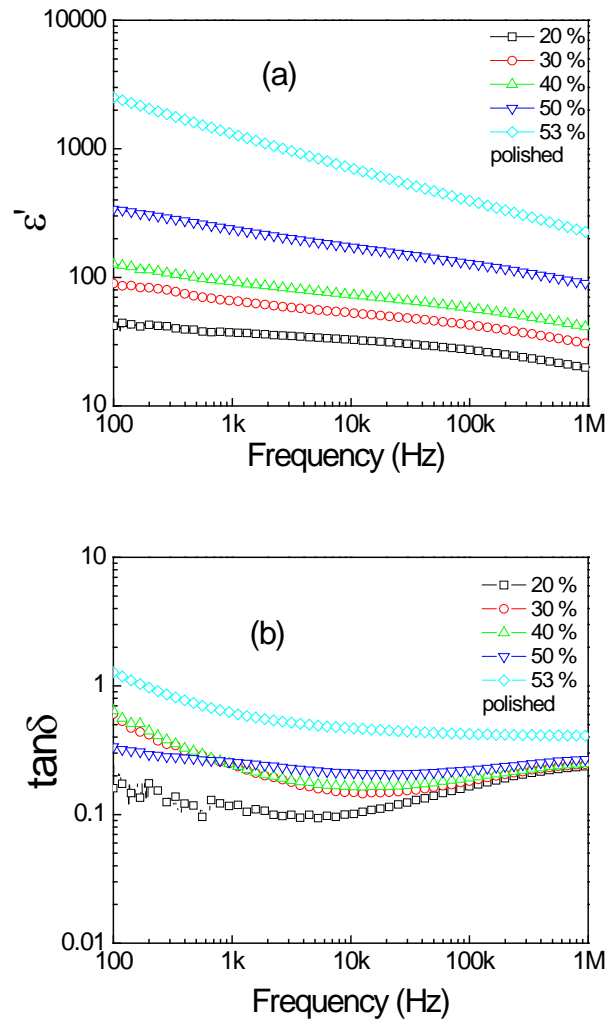 10000
1000
100
10
ε'
(a)
20 %
30 %
40 %
50 %
53 %
polished
100
1k
10k
100k
1M
Frequency (Hz)
10
1
0.1
0.01
tanδ
(b)
20 %
30 %
40 %
50 %
53 %
polished
100
1k
10k
100k
1M
Frequency (Hz)